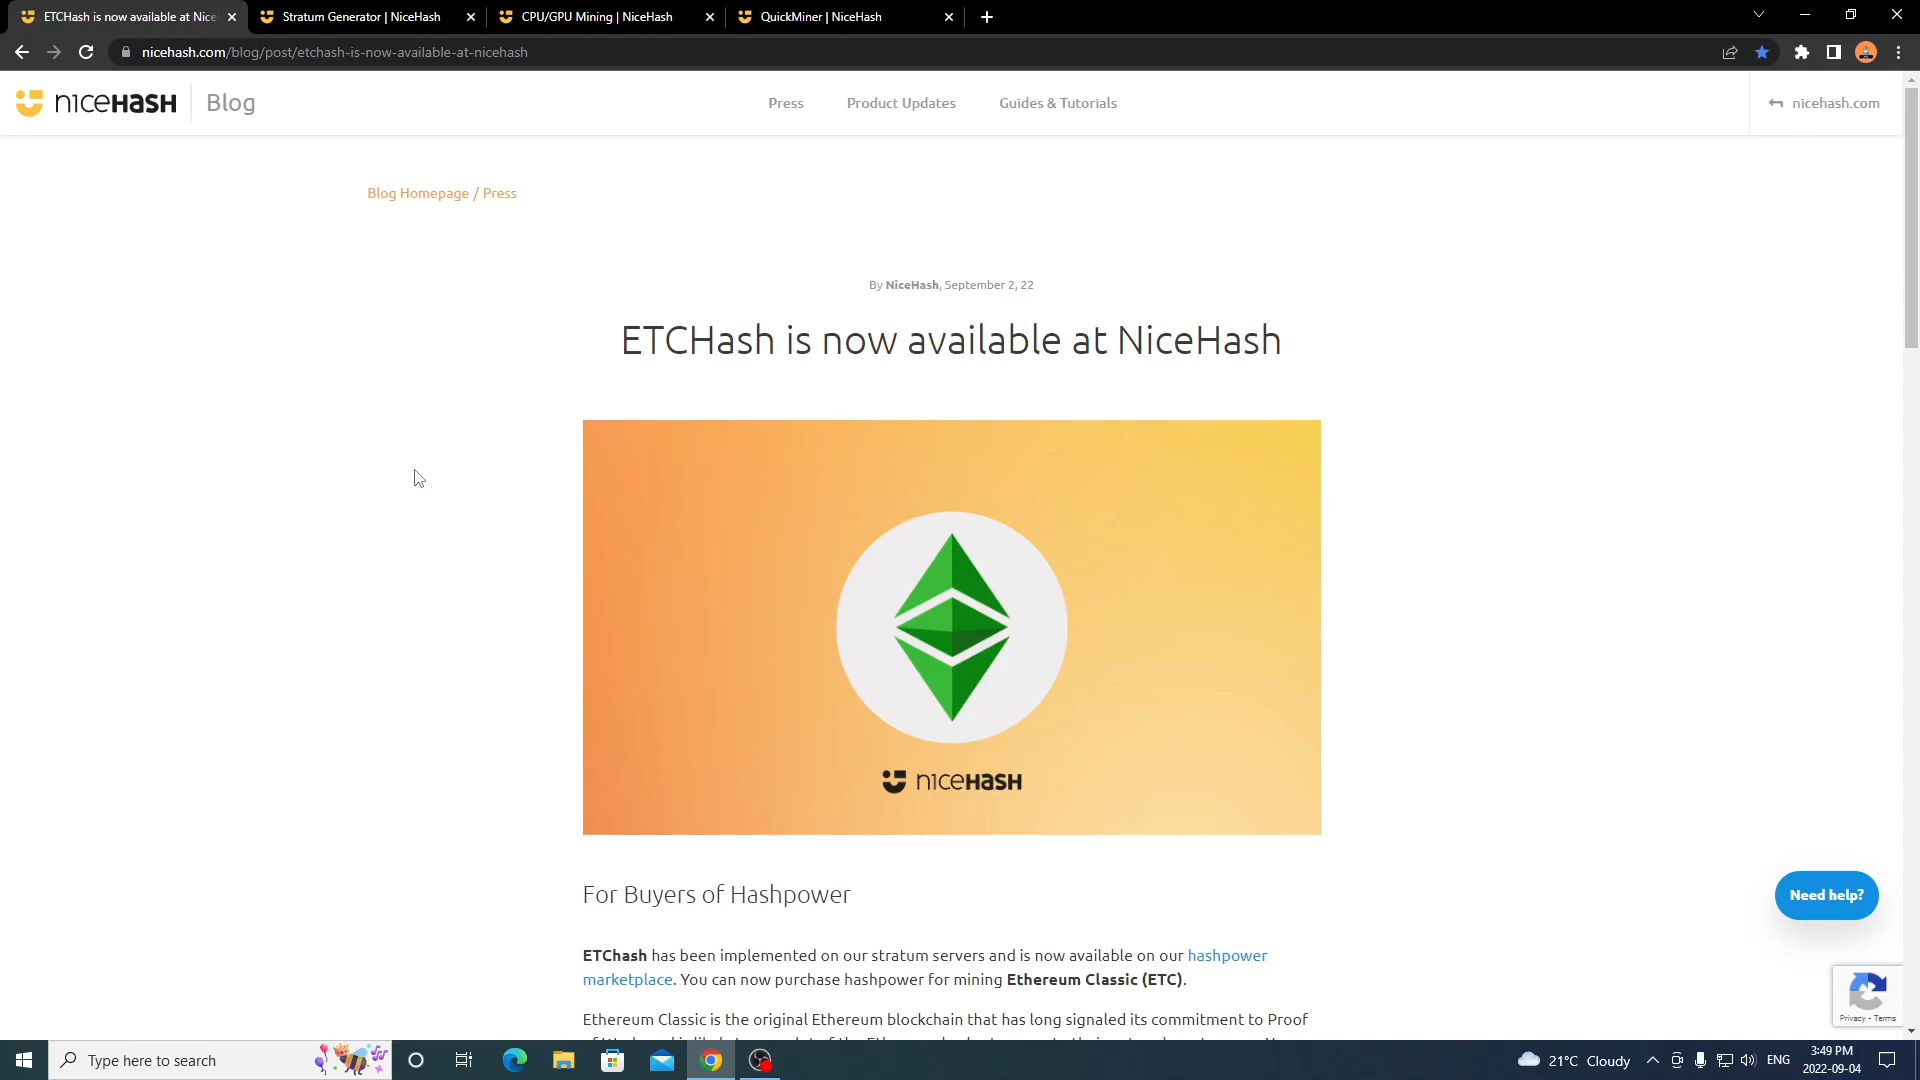 ETCHash is now available at Nice
Stratum Generator | NiceHash
CPU/GPU Mining | NiceHash
QuickMiner | NiceHash
nicehash.com/blog/post/etchash-is-now-available-at-nicehash
niceHASH
Blog
Press
Product Updates
Guides & Tutorials
nicehash.com
Blog Homepage / Press
By NiceHash, September 2, 22
ETCHash is now available at NiceHash
niceHASH
For Buyers of Hashpower
Need help?
ETChash has been implemented on our stratum servers and is now available on our hashpower
marketplace. You can now purchase hashpower for mining Ethereum Classic (ETC).
Privacy - Terms
Ethereum Classic is the original Ethereum blockchain that has long signaled its commitment to Proof
Type here to search
21°C Cloudy
ENG
3:49 PM
2022-09-04